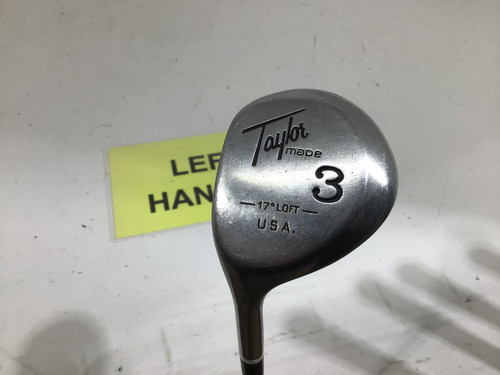 Taylor
made
3
17° LOFT
U.S.A.
LEF
HAN